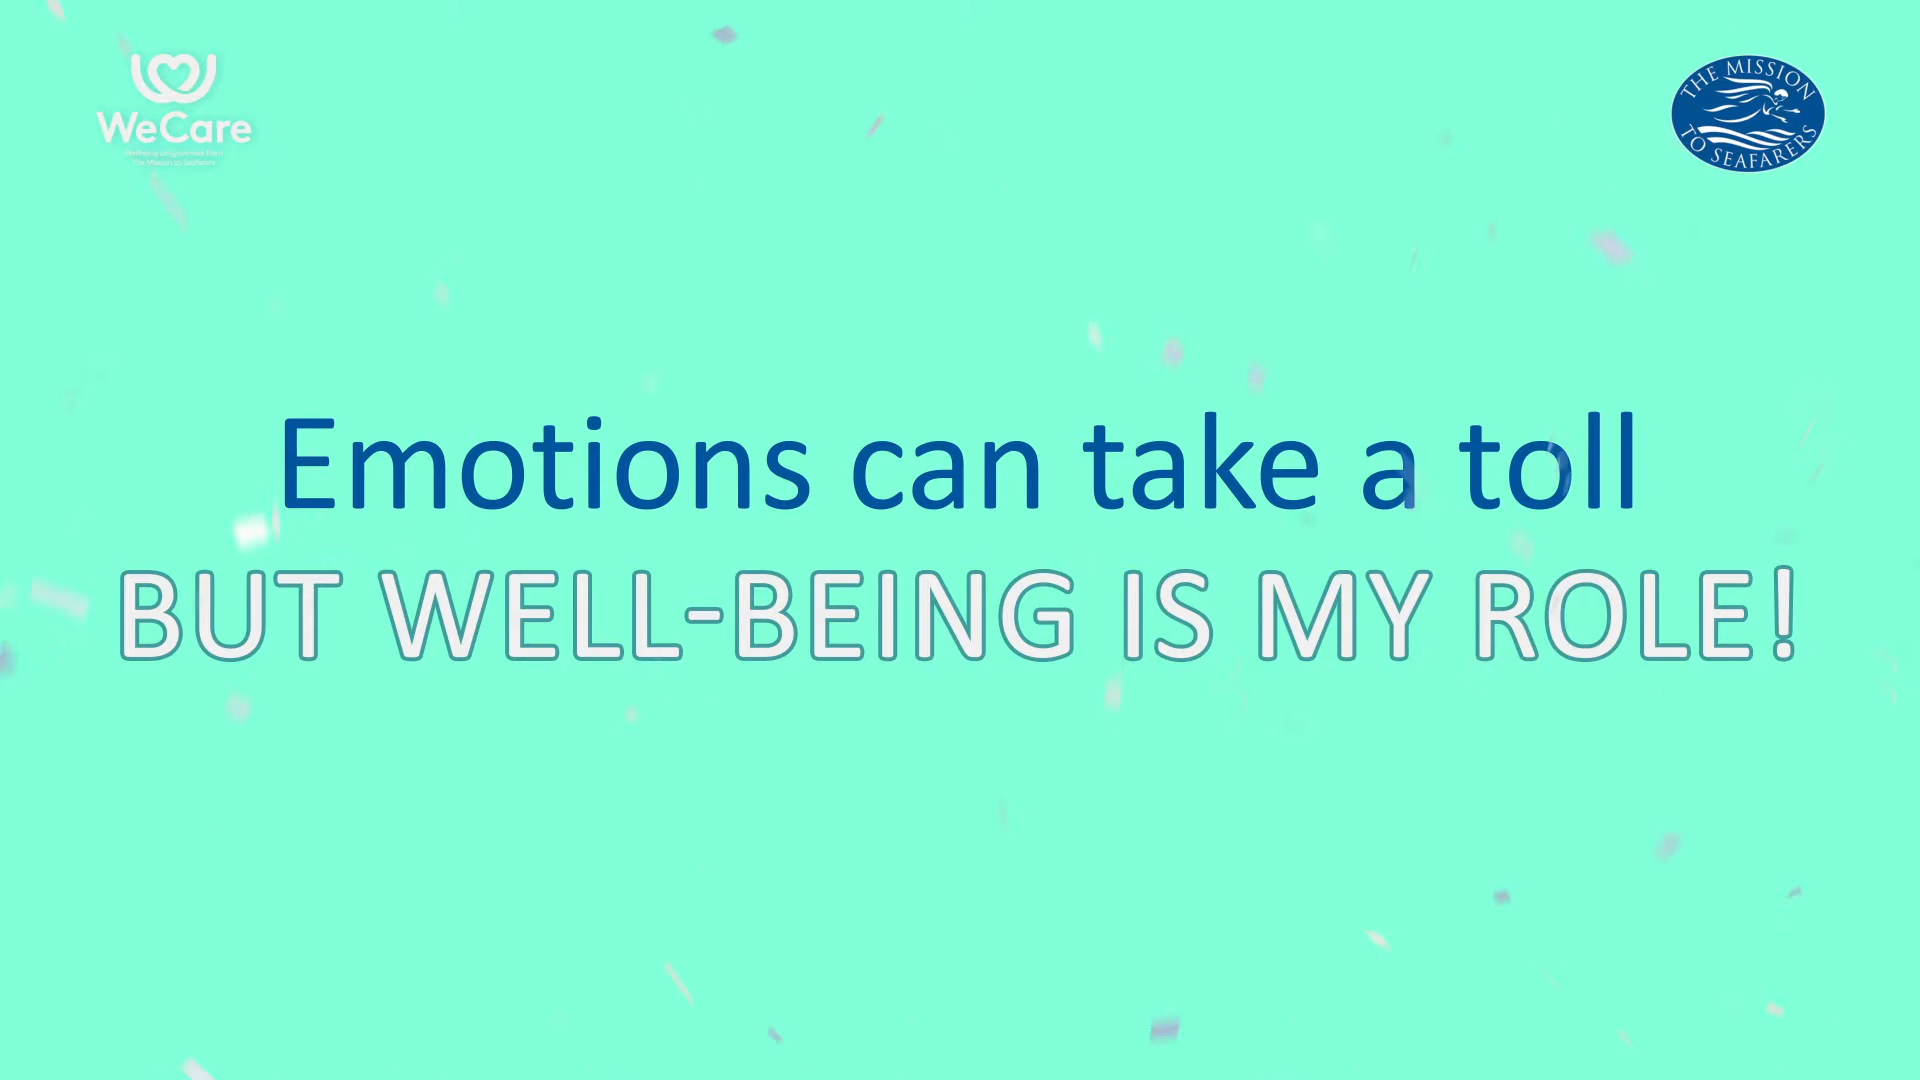 WeCare
THE MISSION
TO SEAFARERS
Emotions can take a toll
BUT WELL-BEING IS MY ROLE!